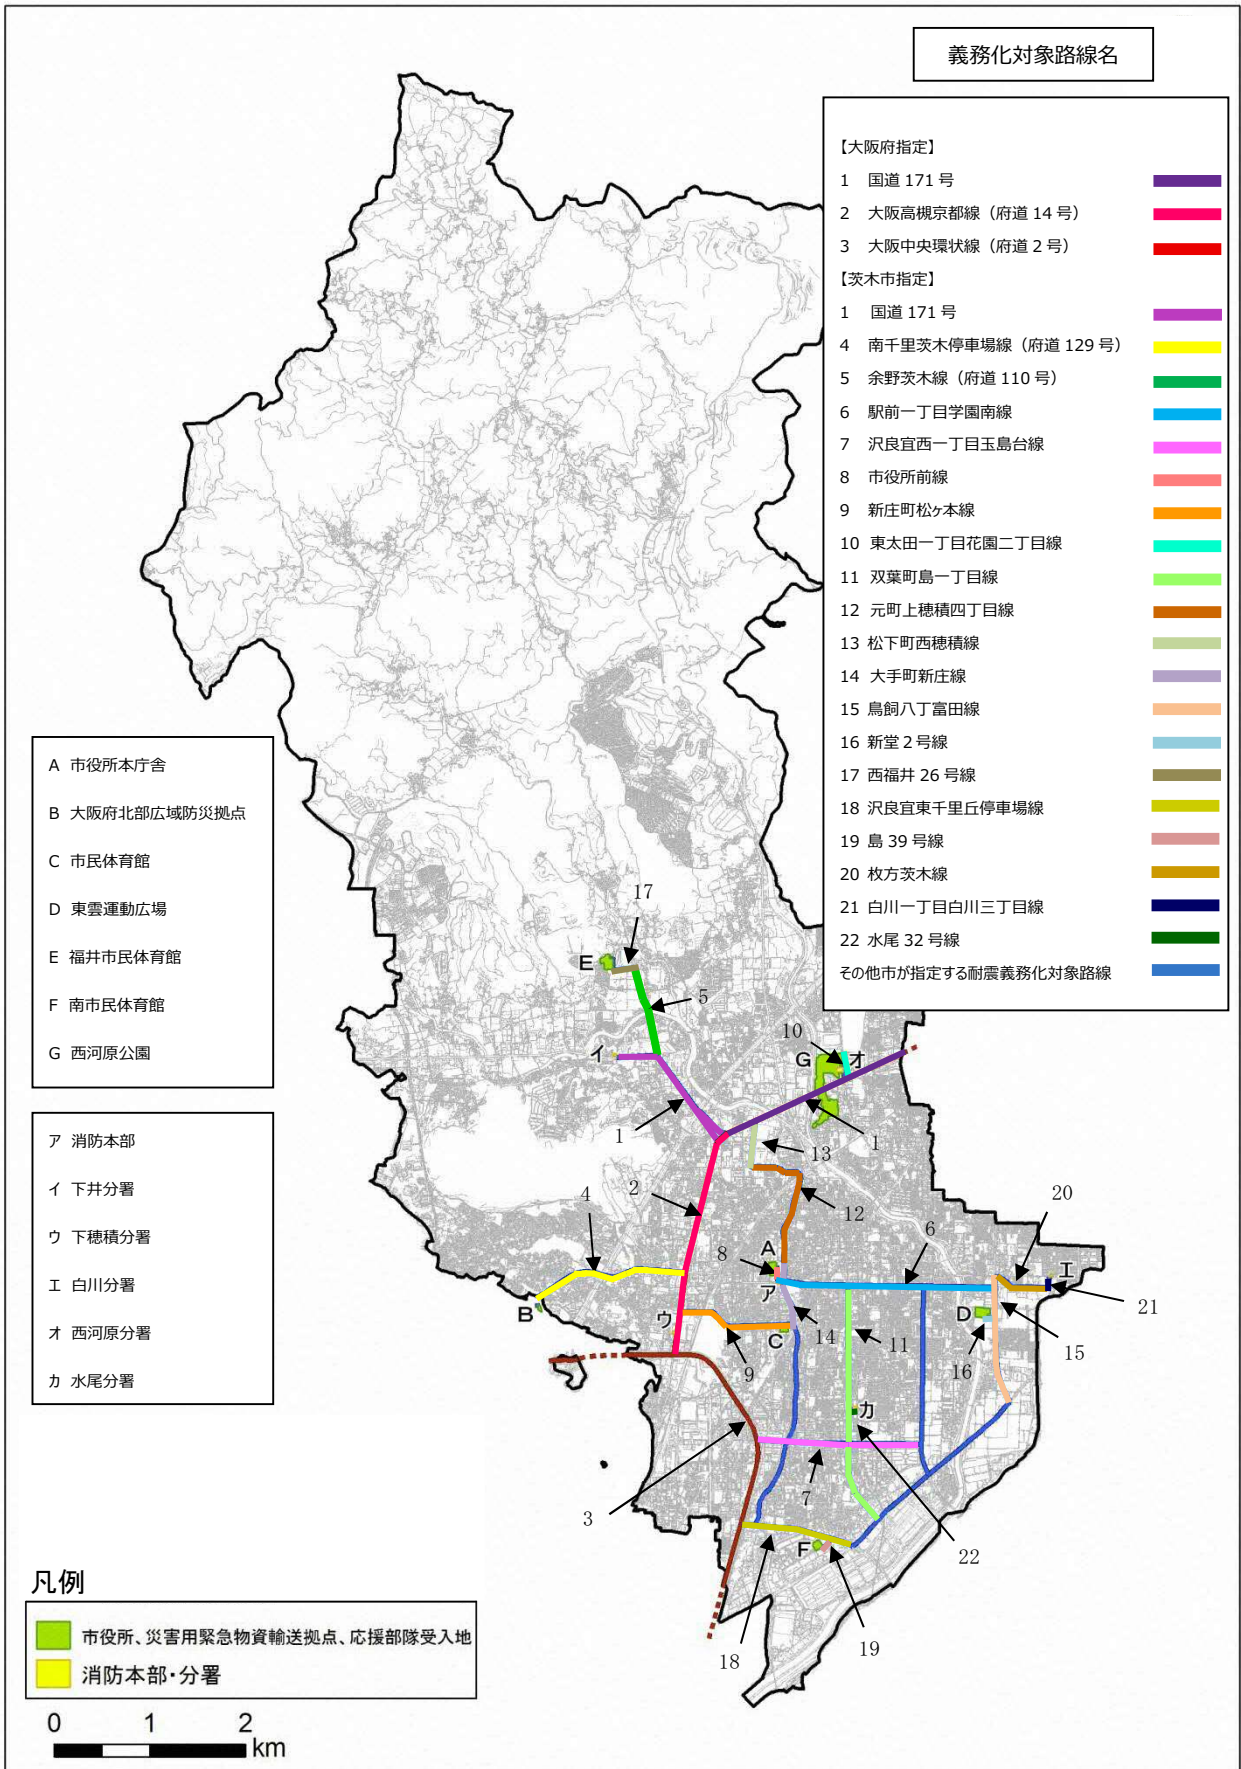 義務化対象路線名
【大阪府指定】
1 国道 171 号
2 大阪高槻京都線（府道 14 号）
3 大阪中央環状線（府道 2 号）
【茨木市指定】
1 国道 171 号
4 南千里茨木停車場線（府道 129 号）
5 余野茨木線（府道 110 号）
6 駅前一丁目学園南線
7 沢良宜西一丁目玉島台線
8 市役所前線
9 新庄町松ヶ本線
10 東太田一丁目花園二丁目線
11 双葉町島一丁目線
12 元町上穂積四丁目線
13 松下町西穂積線
14 大手町新庄線
15 鳥飼八丁富田線
16 新堂 2 号線
17 西福井 26 号線
18 沢良宜東千里丘停車場線
19 島 39 号線
20 枚方茨木線
21 白川一丁目白川三丁目線
22 水尾 32 号線
その他市が指定する耐震義務化対象路線
A 市役所本庁舎
B 大阪府北部広域防災拠点
C 市民体育館
D 東雲運動広場
E 福井市民体育館
F 南市民体育館
G 西河原公園
ア 消防本部
イ 下井分署
ウ 下穂積分署
エ 白川分署
オ 西河原分署
カ 水尾分署
17
E
5
10
G
オ
イ
1
1
13
2
4
12
20
6
A
8
エ
ア
B
21
D
ウ
14
11
C
15
16
9
カ
7
3
22
F
19
18
凡例
市役所、災害用緊急物資輸送拠点、応援部隊受入地
消防本部・分署
0 1 2
km